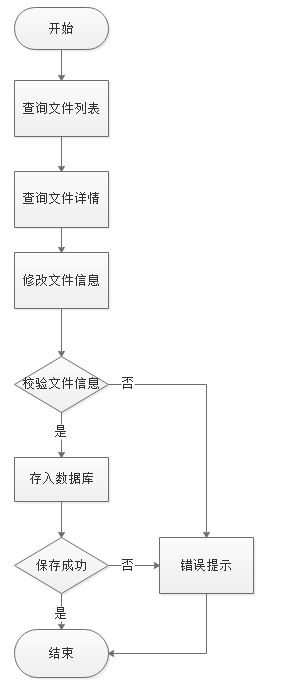 开始
查询文件列表
查询文件详情
修改文件信息
校验文件信息
否
是
存入数据库
保存成功
否
错误提示
是
结束